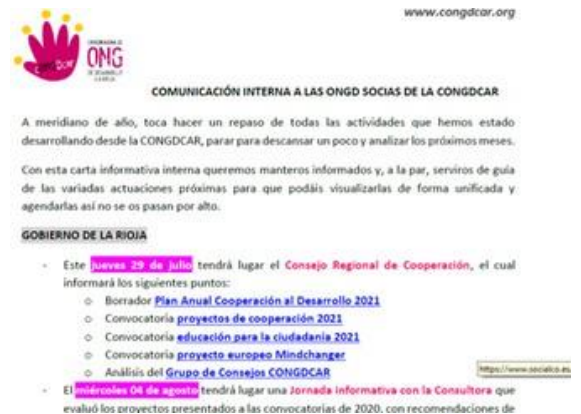 www.congdcar.org
CONGDCAR
ONG
DE DESARROLLO
LA RIOJA
COMUNICACIÓN INTERNA A LAS ONGD SOCIAS DE LA CONGDCAR
A meridiano de año, toca hacer un repaso de todas las actividades que hemos estado
desarrollando desde la CONGDCAR, parar para descansar un poco y analizar los próximos meses.
Con esta carta informativa interna queremos manteros informados y, a la par, serviros de guía
de las variadas actuaciones próximas para que podáis visualizarlas de forma unificada y
agendarlas así no se os pasan por alto.
GOBIERNO DE LA RIOJA
- Este jueves 29 de julio tendrá lugar el Consejo Regional de Cooperación, el cual
informará los siguientes puntos:
o Borrador Plan Anual Cooperación al Desarrollo 2021
o Convocatoria proyectos de cooperación 2021
o Convocatoria educación para la ciudadanía 2021
o Convocatoria proyecto europeo Mindchanger
o Análisis del Grupo de Consejos CONGDCAR
https://www.socialco.es
- El miércoles 04 de agosto tendrá lugar una Jornada informativa con la Consultora que
evaluó los proyectos presentados a las convocatorias de 2020, con recomendaciones de